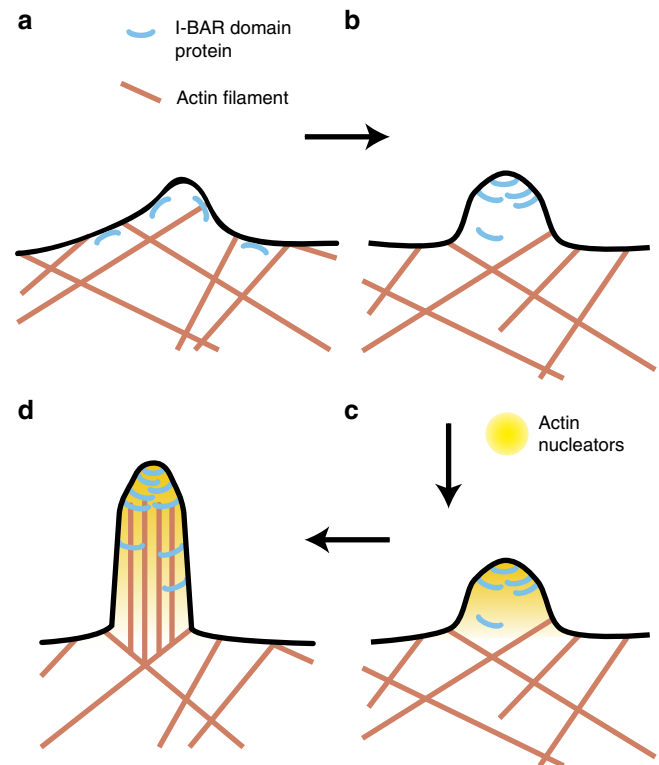 a
I-BAR domain
protein
Actin filament
b
d
c
Actin
nucleators